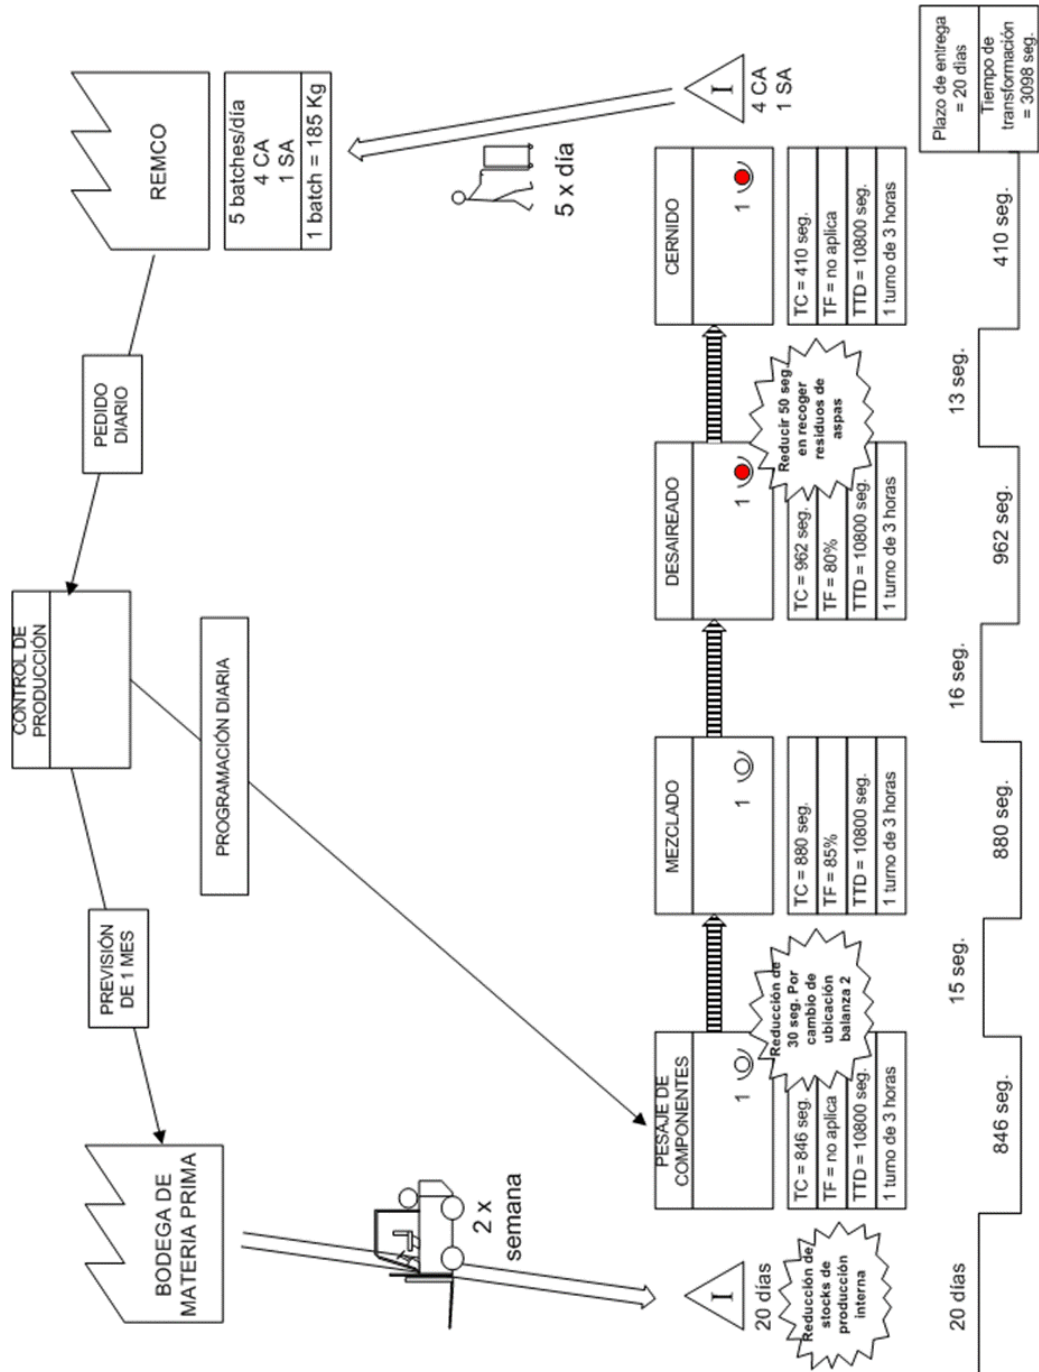 CONTROL DE
PRODUCCIÓN
BODEGA DE
MATERIA PRIMA
PREVISIÓN
DE 1 MES
PEDIDO
DIARIO
REMCO
5 batches/día
4 CA
1 SA
1 batch = 185 Kg
PROGRAMACIÓN DIARIA
2 x
semana
5 x día
I
20 días
Reducción de
stocks de
producción
interna
PESAJE DE
COMPONENTES
1
TC = 846 seg.
TF = no aplica
TTD = 10800 seg.
1 turno de 3 horas
Reducción de
30 seg. Por
cambio de
ubicación
balanza 2
MEZCLADO
1
TC = 880 seg.
TF = 85%
TTD = 10800 seg.
1 turno de 3 horas
DESAIREADO
1
TC = 962 seg.
TF = 80%
TTD = 10800 seg.
1 turno de 3 horas
Reducir 50 seg.
en recoger
residuos de
aspas
CERNIDO
1
TC = 410 seg.
TF = no aplica
TTD = 10800 seg.
1 turno de 3 horas
I
4 CA
1 SA
20 días
846 seg.
15 seg.
880 seg.
16 seg.
962 seg.
13 seg.
410 seg.
Plazo de entrega
= 20 días
Tiempo de
transformación
= 3098 seg.